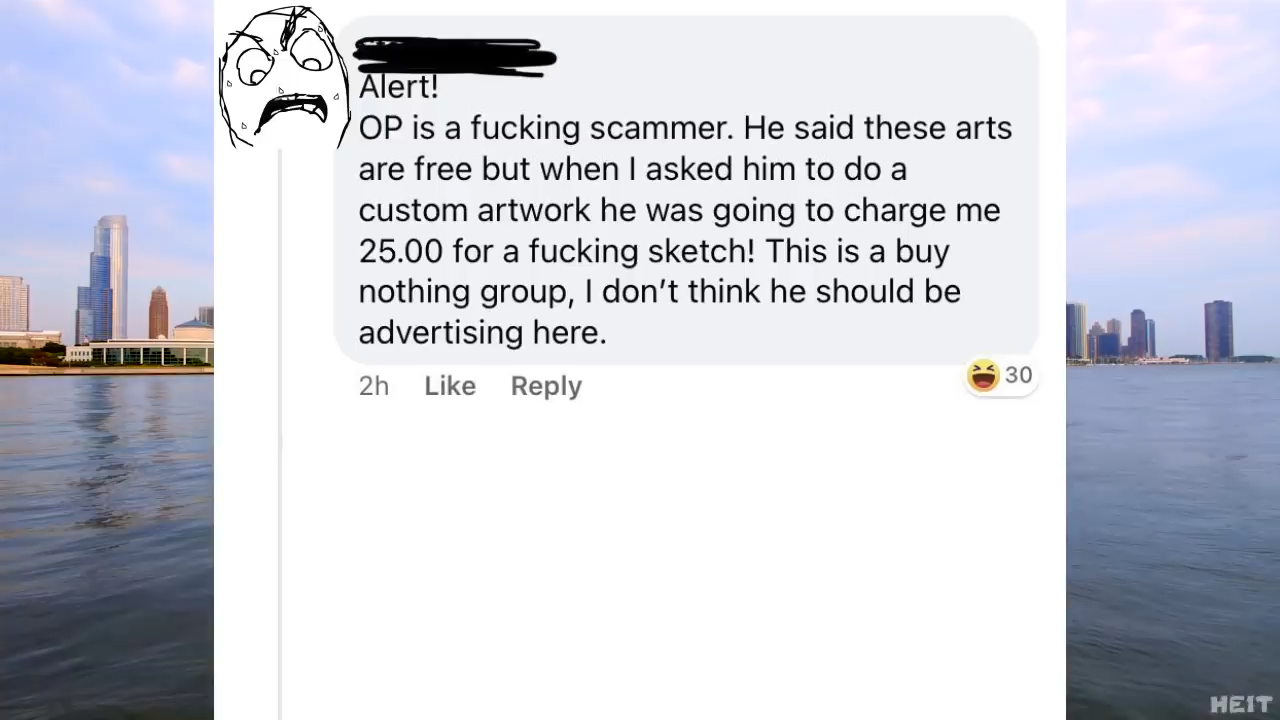 Alert!
OP is a fucking scammer. He said these arts
are free but when I asked him to do a
custom artwork he was going to charge me
25.00 for a fucking sketch! This is a buy
nothing group, I don’t think he should be
advertising here.
2h Like Reply 30
HEIT